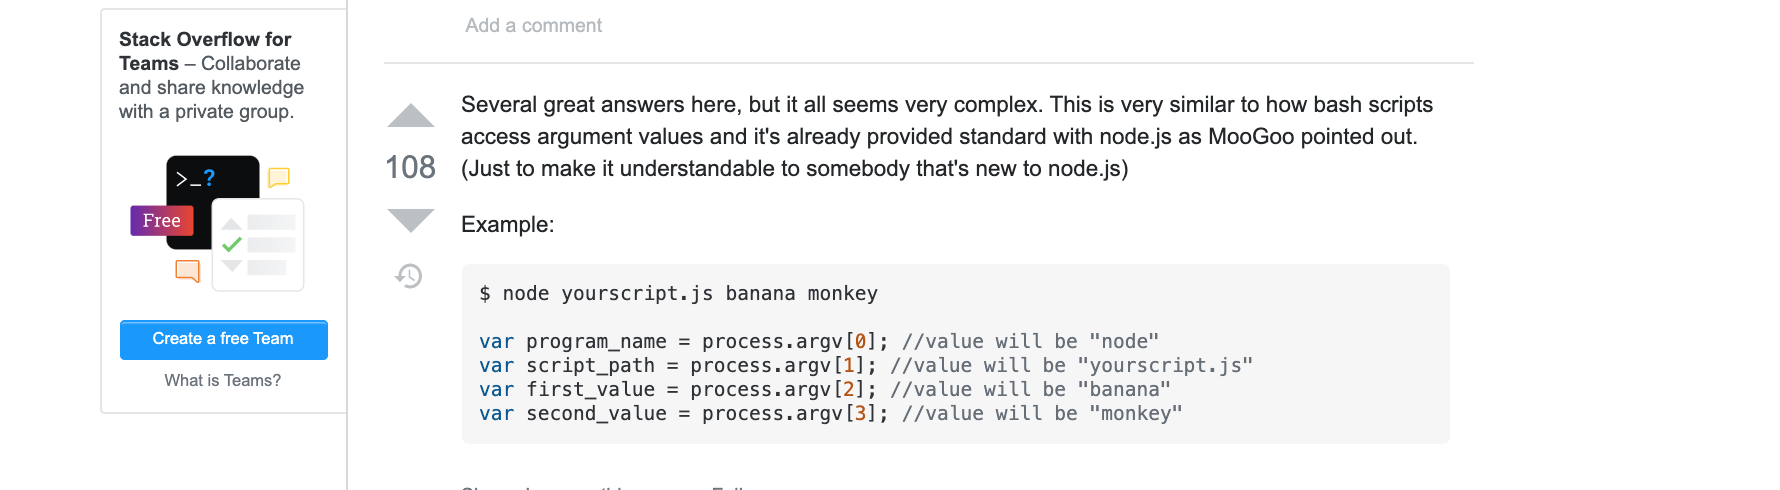 Stack Overflow for
Teams – Collaborate
and share knowledge
with a private group.
>_?
Free
Create a free Team
What is Teams?
Add a comment
108
Several great answers here, but it all seems very complex. This is very similar to how bash scripts
access argument values and it's already provided standard with node.js as MooGoo pointed out.
(Just to make it understandable to somebody that's new to node.js)
Example:
$ node yourscript.js banana monkey
var program_name = process.argv[0]; //value will be "node"
var script_path = process.argv[1]; //value will be "yourscript.js"
var first_value = process.argv[2]; //value will be "banana"
var second_value = process.argv[3]; //value will be "monkey"